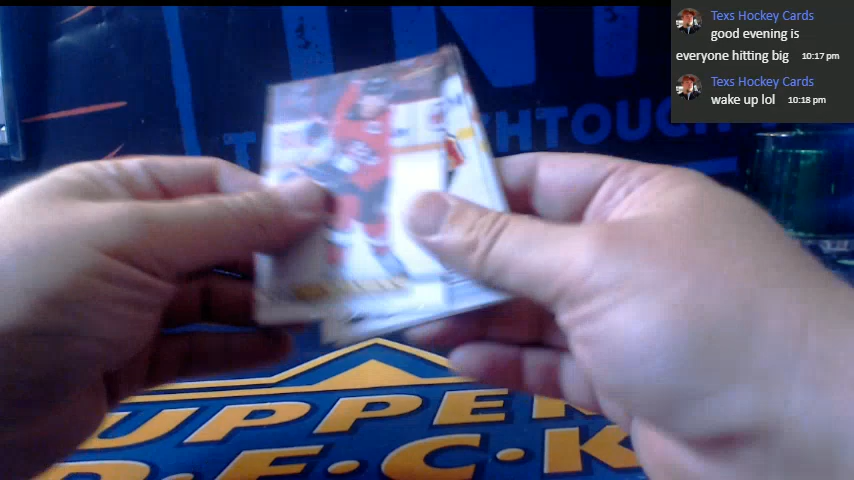 Texs Hockey Cards
good evening is
everyone hitting big 10:17 pm
Texs Hockey Cards
wake up lol 10:18 pm
HTOUCH
UPPER
D·E·C·K